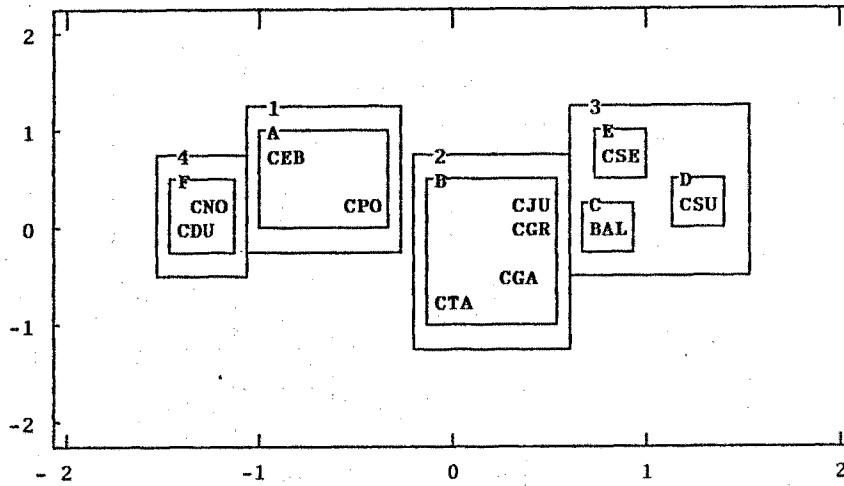 2
1
3
1
A
E
4
2
CEB
CSE
F
B
D
CNO
CPO
CJU
C
CSU
0
CDU
CGR
BAL
CGA
CTA
-1
-2
- 2
-1
0
1
2